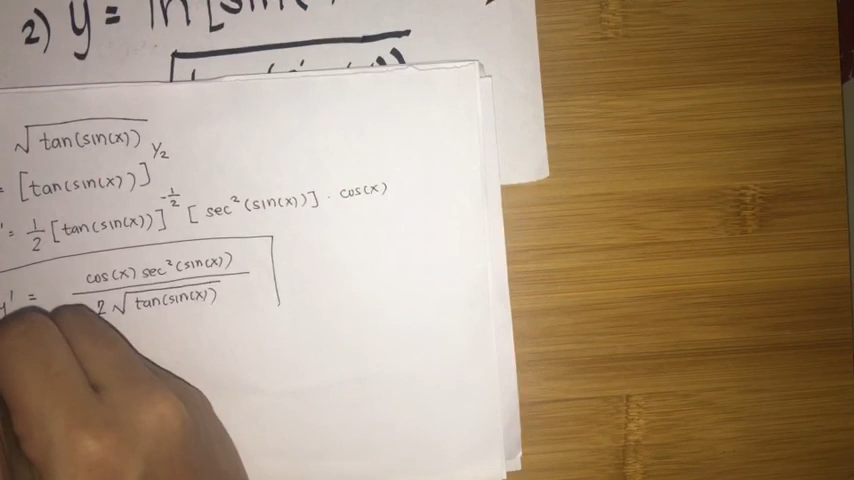 2) y = ln [sin(
√tan(sin(x))
= [tan(sin(x))]^1/2
' = 1/2 [tan(sin(x))]^-1/2 [sec²(sin(x))] · cos(x)
y' = cos(x) sec²(sin(x)) / 2√tan(sin(x))